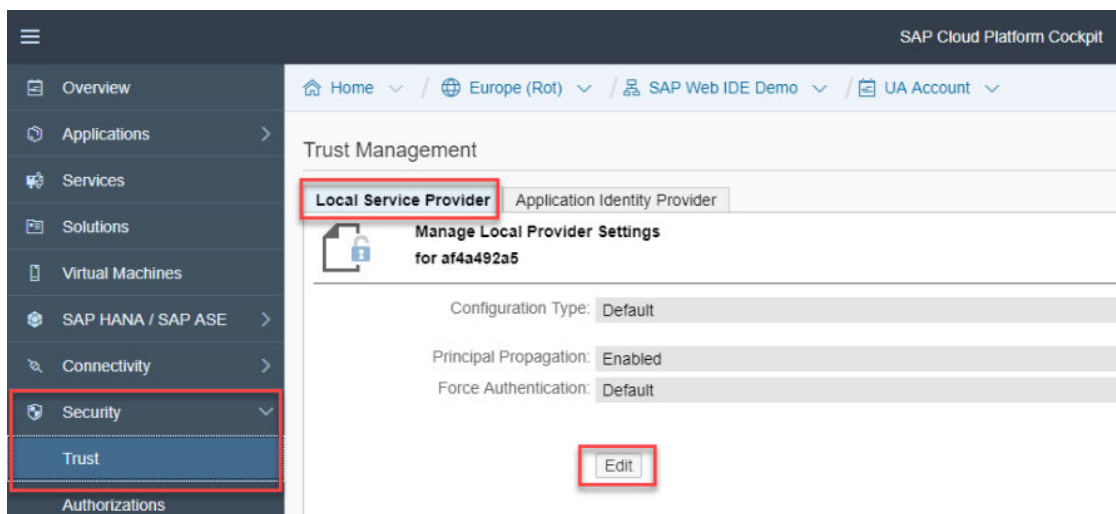 SAP Cloud Platform Cockpit
Overview
Applications
Services
Solutions
Virtual Machines
SAP HANA / SAP ASE
Connectivity
Security
Trust
Authorizations
Home / Europe (Rot) / SAP Web IDE Demo / UA Account
Trust Management
Local Service Provider Application Identity Provider
Manage Local Provider Settings
for af4a492a5
Configuration Type: Default
Principal Propagation: Enabled
Force Authentication: Default
Edit